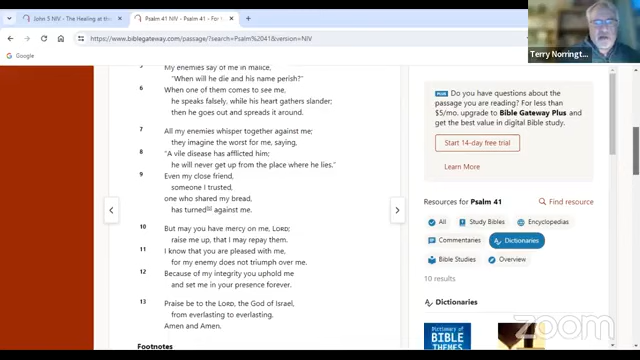 John 5 NIV - The Healing at th
Psalm 41 NIV - Psalm 41 - For t
https://www.biblegateway.com/passage/?search=Psalm%2041&version=NIV
Google
Terry Norringt...
5 My enemies say of me in malice,
"When will he die and his name perish?"
6 When one of them comes to see me,
he speaks falsely, while his heart gathers slander;
then he goes out and spreads it around.
7 All my enemies whisper together against me;
they imagine the worst for me, saying,
8 "A vile disease has afflicted him;
he will never get up from the place where he lies."
9 Even my close friend,
someone I trusted,
one who shared my bread,
has turned against me.
10 But may you have mercy on me, LORD;
raise me up, that I may repay them.
11 I know that you are pleased with me,
for my enemy does not triumph over me.
12 Because of my integrity you uphold me
and set me in your presence forever.
13 Praise be to the LORD, the God of Israel,
from everlasting to everlasting.
Amen and Amen.
Footnotes
PLUS Do you have questions about the
passage you are reading? For less than
$5/mo, upgrade to Bible Gateway Plus and
get the best value in digital Bible study.
Start 14-day free trial
Learn More
Resources for Psalm 41
Find resource
All
Study Bibles
Encyclopedias
Commentaries
Dictionaries
Bible Studies
Overview
10 results
Dictionaries
Dictionary of
BIBLE
THEMES
zoom